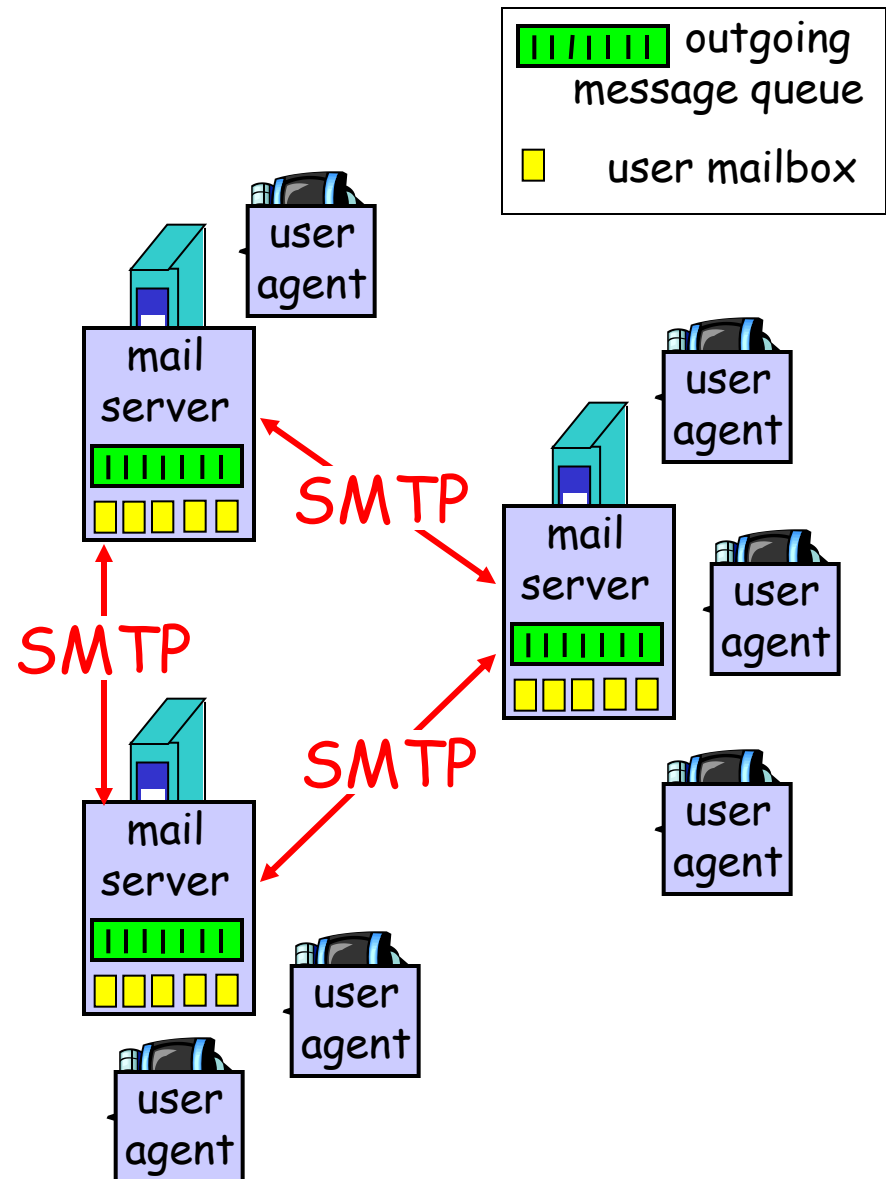 outgoing
message queue
user mailbox
user
agent
mail
server
user
agent
SMTP
mail
server
user
agent
SMTP
SMTP
user
agent
mail
server
user
agent
user
agent